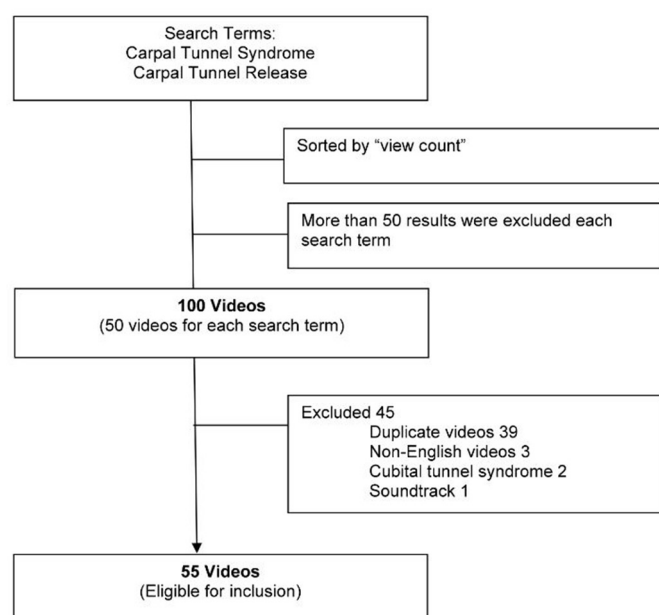 Search Terms:
Carpal Tunnel Syndrome
Carpal Tunnel Release
Sorted by “view count”
More than 50 results were excluded each
search term
100 Videos
(50 videos for each search term)
Excluded 45
Duplicate videos 39
Non-English videos 3
Cubital tunnel syndrome 2
Soundtrack 1
55 Videos
(Eligible for inclusion)